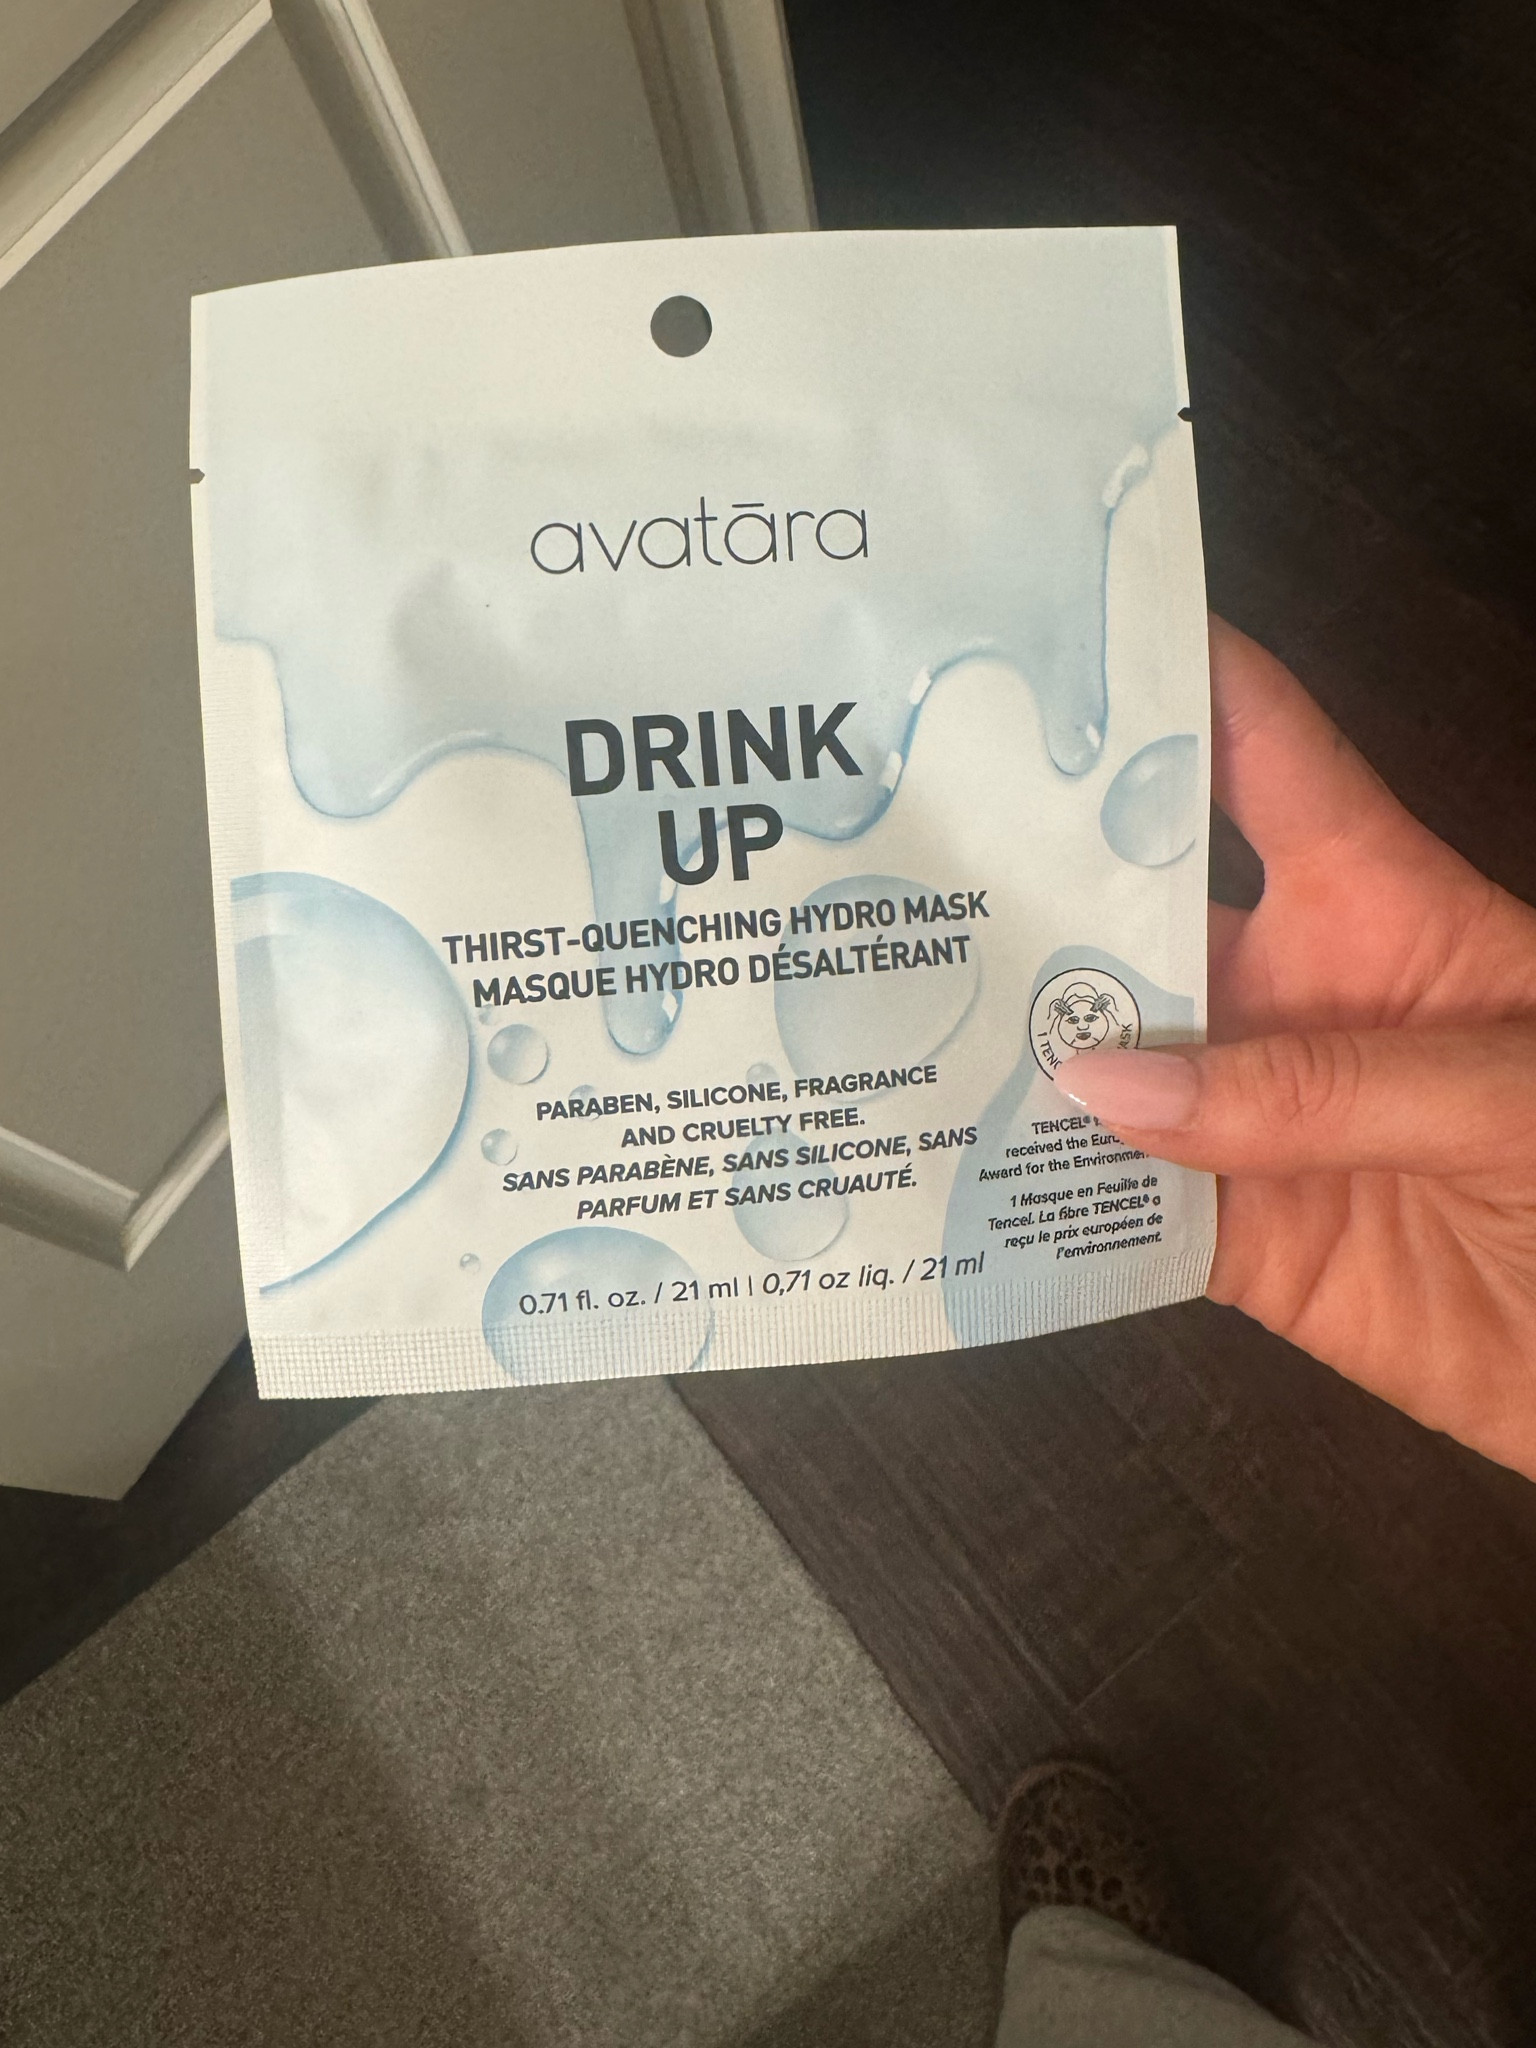 avatāra
DRINK
UP
THIRST-QUENCHING HYDRO MASK
MASQUE HYDRO DÉSALTÉRANT
PARABEN, SILICONE, FRAGRANCE
AND CRUELTY FREE.
SANS PARABÈNE, SANS SILICONE, SANS
PARFUM ET SANS CRUAUTÉ.
0.71 fl. oz. / 21 ml | 0,71 oz liq. / 21 ml
1
TENCEL®
received the
Award for the
1 Masque en Feuille de
Tencel. La fibre TENCEL® a
reçu le prix européen de
l'environnement.